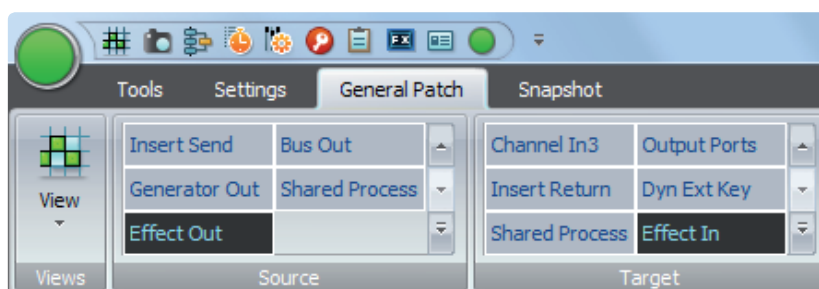 FX
Tools Settings General Patch Snapshot
View
Insert Send Bus Out
Generator Out Shared Process
Effect Out
Channel In3 Output Ports
Insert Return Dyn Ext Key
Shared Process Effect In
Views Source Target